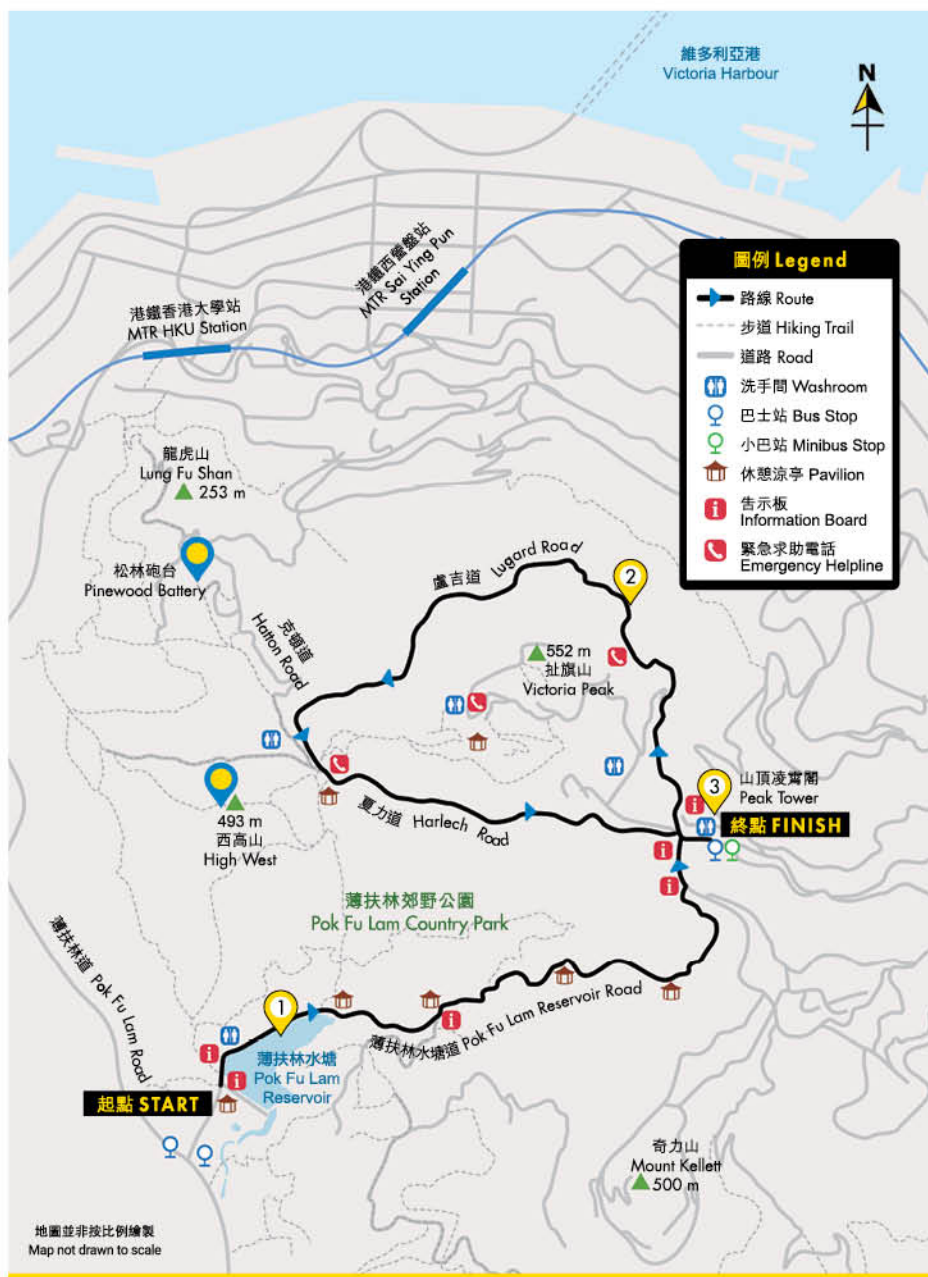 維多利亞港
Victoria Harbour
N
港鐵西營盤站
MTR Sai Ying Pun
Station
港鐵香港大學站
MTR HKU Station
圖例 Legend
路線 Route
步道 Hiking Trail
道路 Road
洗手間 Washroom
巴士站 Bus Stop
小巴站 Minibus Stop
休憩涼亭 Pavilion
告示板
Information Board
緊急求助電話
Emergency Helpline
龍虎山
Lung Fu Shan
253 m
松林砲台
Pinewood Battery
克頓道
Hatton Road
盧吉道 Lugard Road
2
552 m
扯旗山
Victoria Peak
3
山頂凌霄閣
Peak Tower
終點 FINISH
493 m
西高山
High West
夏力道 Harlech Road
薄扶林郊野公園
Pok Fu Lam Country Park
薄扶林道 Pok Fu Lam Road
1
薄扶林水塘道 Pok Fu Lam Reservoir Road
薄扶林水塘
Pok Fu Lam
Reservoir
起點 START
奇力山
Mount Kellett
500 m
地圖並非按比例繪製
Map not drawn to scale